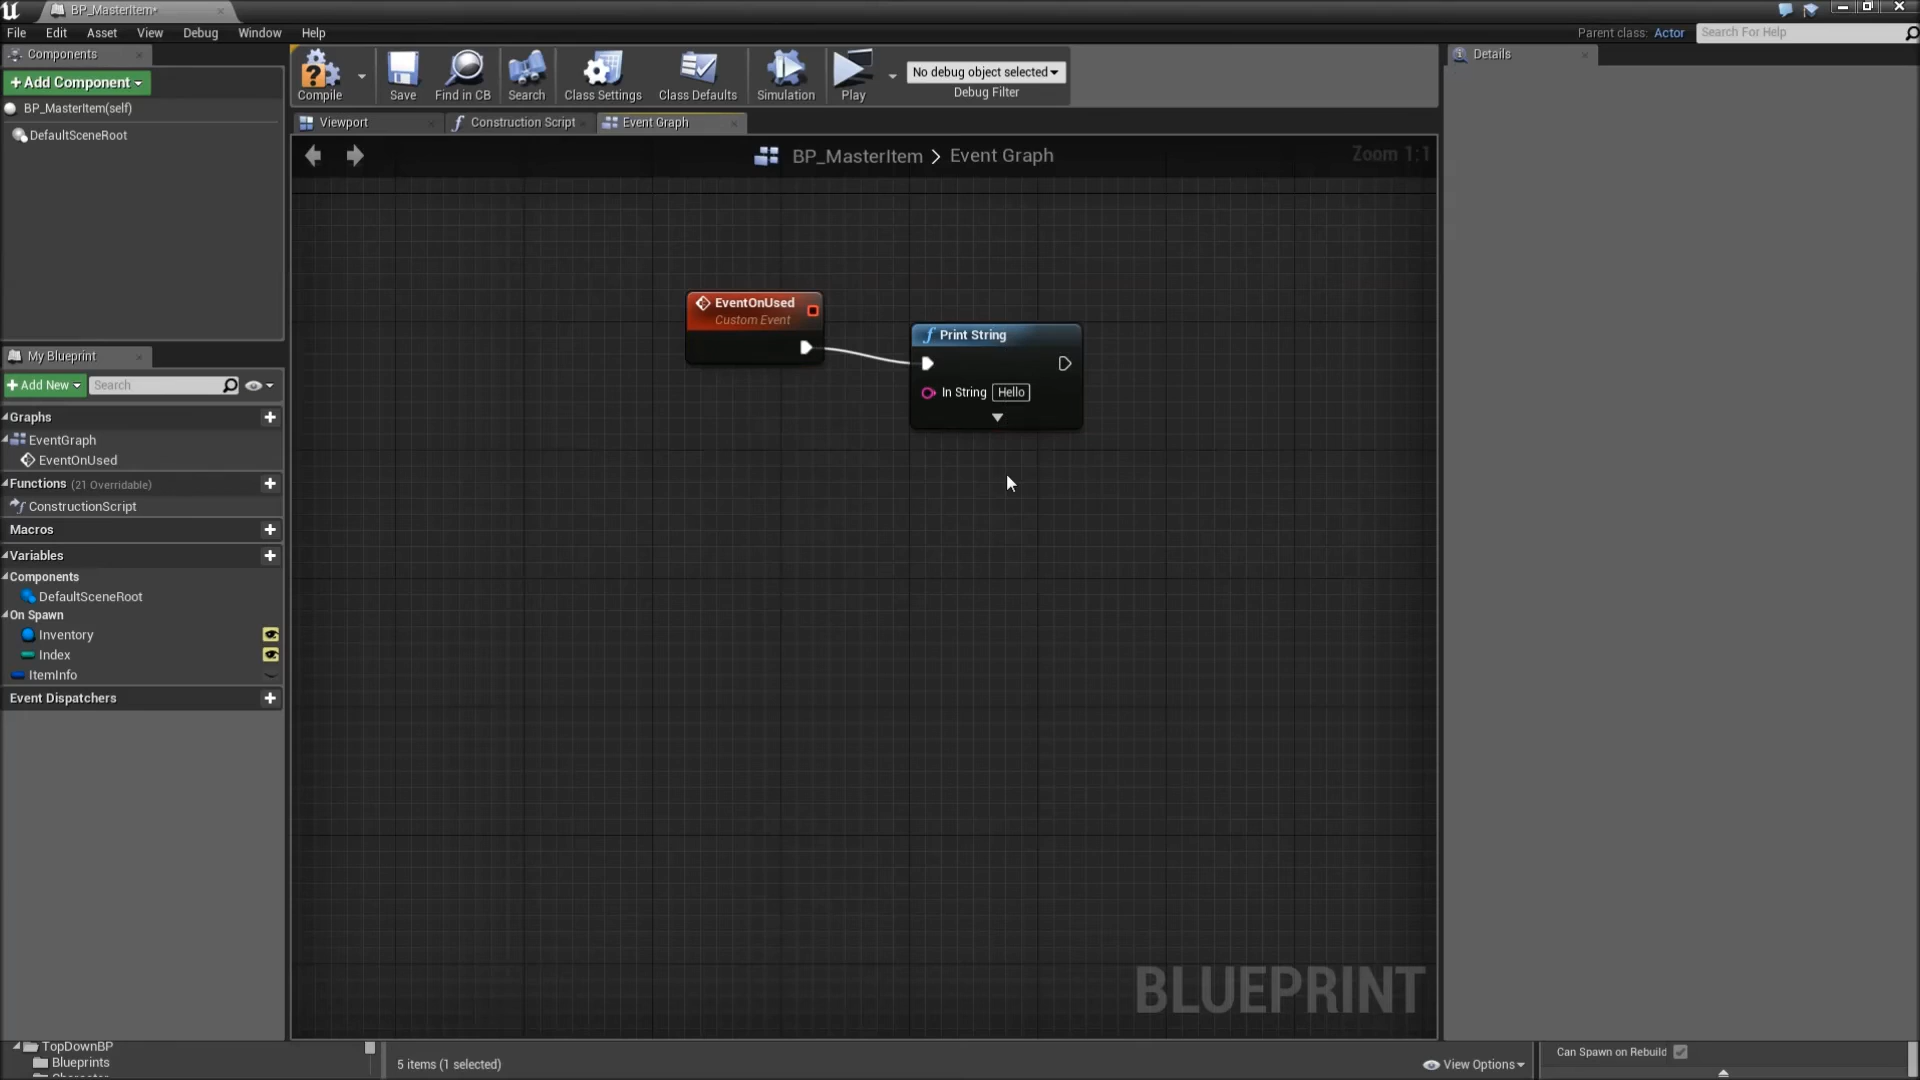 BP_MasterItem*
File Edit Asset View Debug Window Help
Parent class: Actor
Search For Help
Components
+Add Component
BP_MasterItem(self)
DefaultSceneRoot
Compile
Save
Find in CB
Search
Class Settings
Class Defaults
Simulation
Play
No debug object selected
Debug Filter
Details
Viewport
Construction Script
Event Graph
BP_MasterItem > Event Graph
Zoom 1:1
EventOnUsed
Custom Event
Print String
In String Hello
My Blueprint
+Add New
Search
Graphs
EventGraph
EventOnUsed
Functions (21 Overridable)
ConstructionScript
Macros
Variables
Components
DefaultSceneRoot
On Spawn
Inventory
Index
ItemInfo
Event Dispatchers
BLUEPRINT
TopDownBP
Blueprints
5 items (1 selected)
View Options
Can Spawn on Rebuild